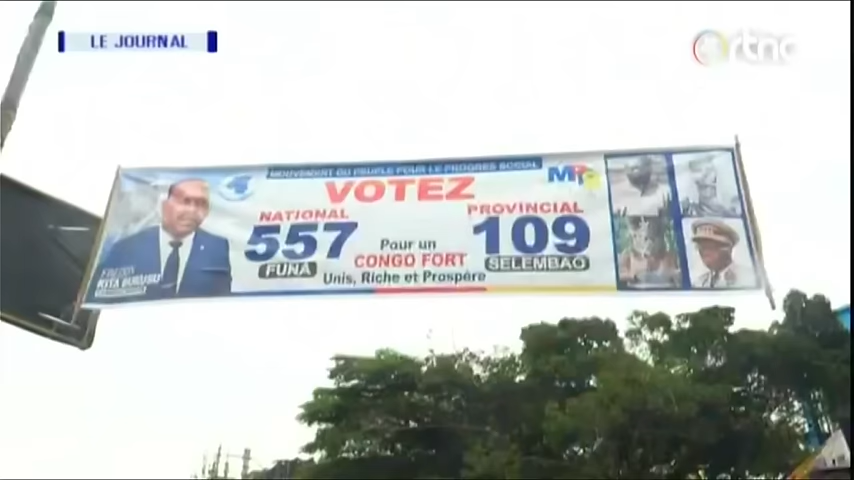 LE JOURNAL
rtnc
MOUVEMENT DU PEUPLE POUR LE PROGRES SOCIAL
VOTEZ
NATIONAL
557
FUNA
Pour un
CONGO FORT
Unis, Riche et Prospère
PROVINCIAL
109
SELEMBAO
FREDDY